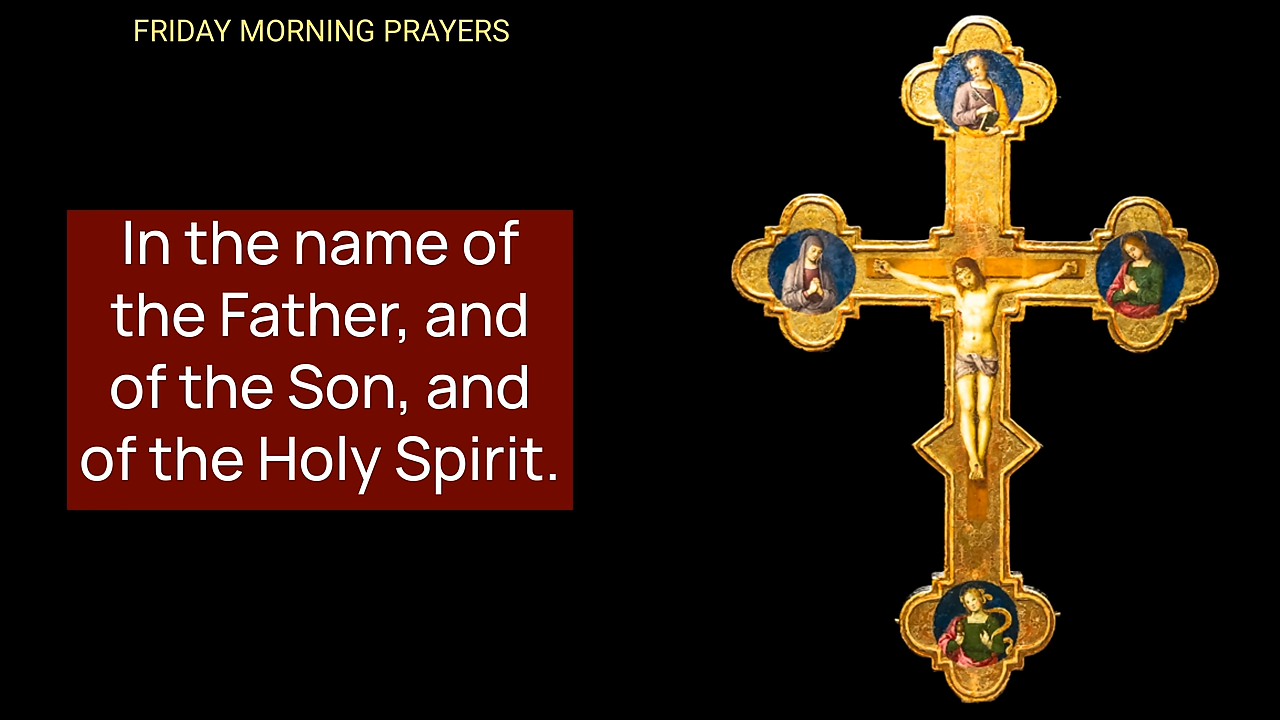 FRIDAY MORNING PRAYERS
In the name of
the Father, and
of the Son, and
of the Holy Spirit.